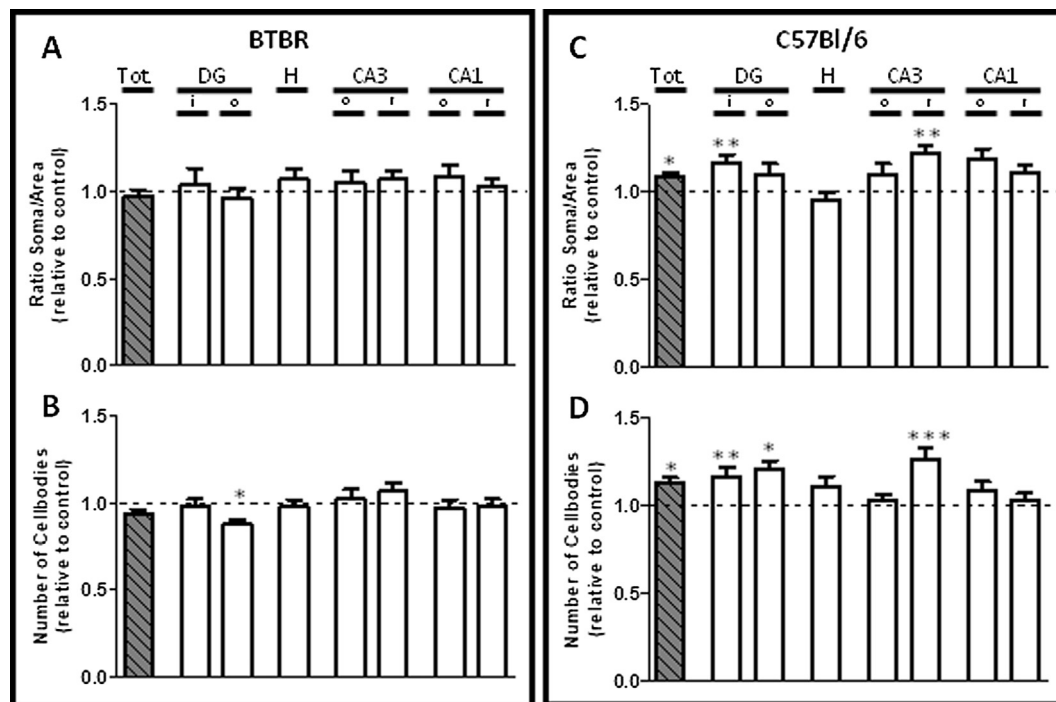 A
BTBR
Tot. DG H CA3 CA1
i o o r o r
Ratio Soma/Area
{relative to control}
1.5
1.0
0.5
0.0
B
Number of Cellbodies
{relative to control}
1.5
1.0
0.5
0.0
*
C
C57Bl/6
Tot. DG H CA3 CA1
i o o r o r
Ratio Soma/Area
{relative to control}
1.5
1.0
0.5
0.0
* ** **
D
Number of Cellbodies
{relative to control}
1.5
1.0
0.5
0.0
* ** * ***